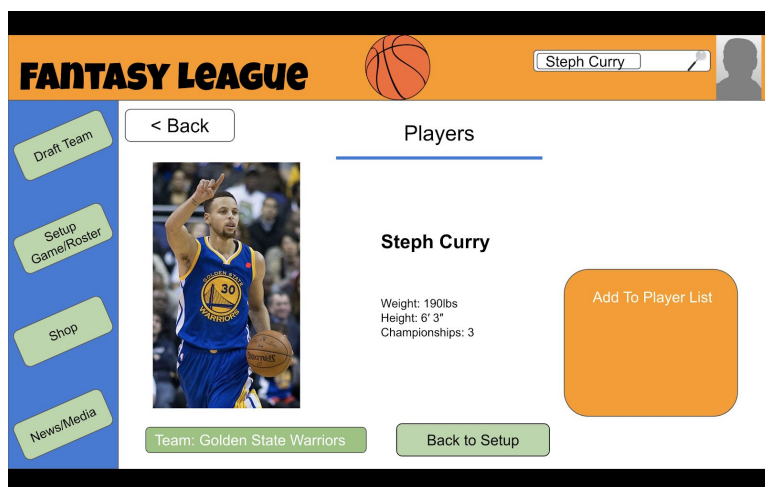 FANTASY LEAGUE
Steph Curry
Draft Team
Setup
Game/Roster
Shop
News/Media
< Back
Players
GOLDEN STATE
30
WARRIORS
SPALDING
Steph Curry
Weight: 190lbs
Height: 6′ 3″
Championships: 3
Add To Player List
Team: Golden State Warriors
Back to Setup